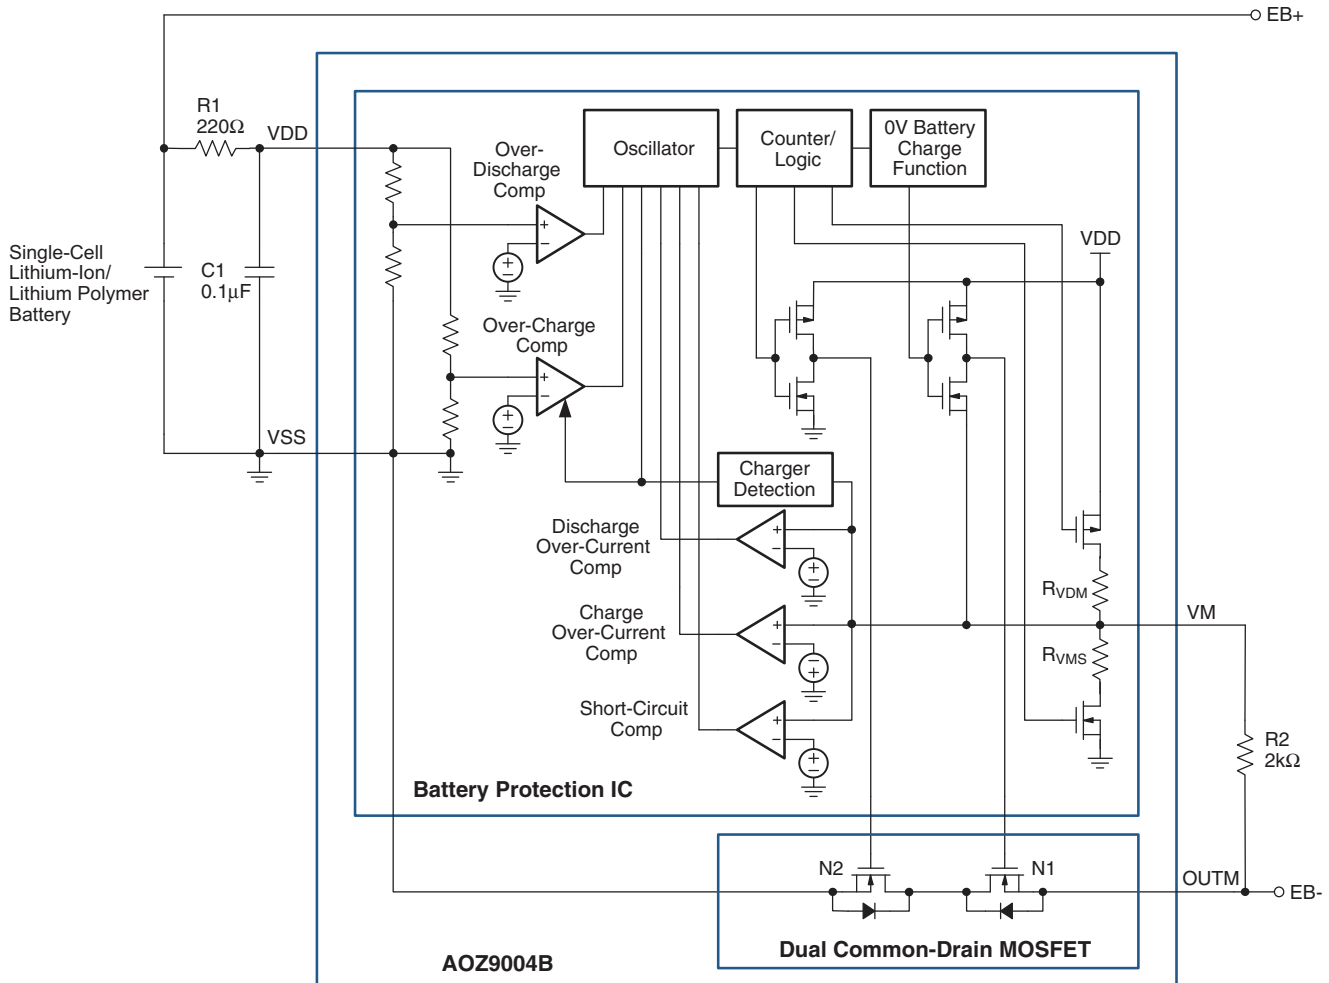 EB+
R1
220Ω
VDD
Over-
Discharge
Comp
Oscillator
Counter/
Logic
0V Battery
Charge
Function
VDD
Single-Cell
Lithium-Ion/
Lithium Polymer
Battery
C1
0.1μF
+
−
+
−
Over-Charge
Comp
+
−
+
−
VSS
Charger
Detection
Discharge
Over-Current
Comp
+
−
+
−
RVDM
Charge
Over-Current
Comp
+
−
+
−
VM
RVMS
Short-Circuit
Comp
+
−
+
−
R2
2kΩ
Battery Protection IC
N2
N1
OUTM
EB-
Dual Common-Drain MOSFET
AOZ9004B